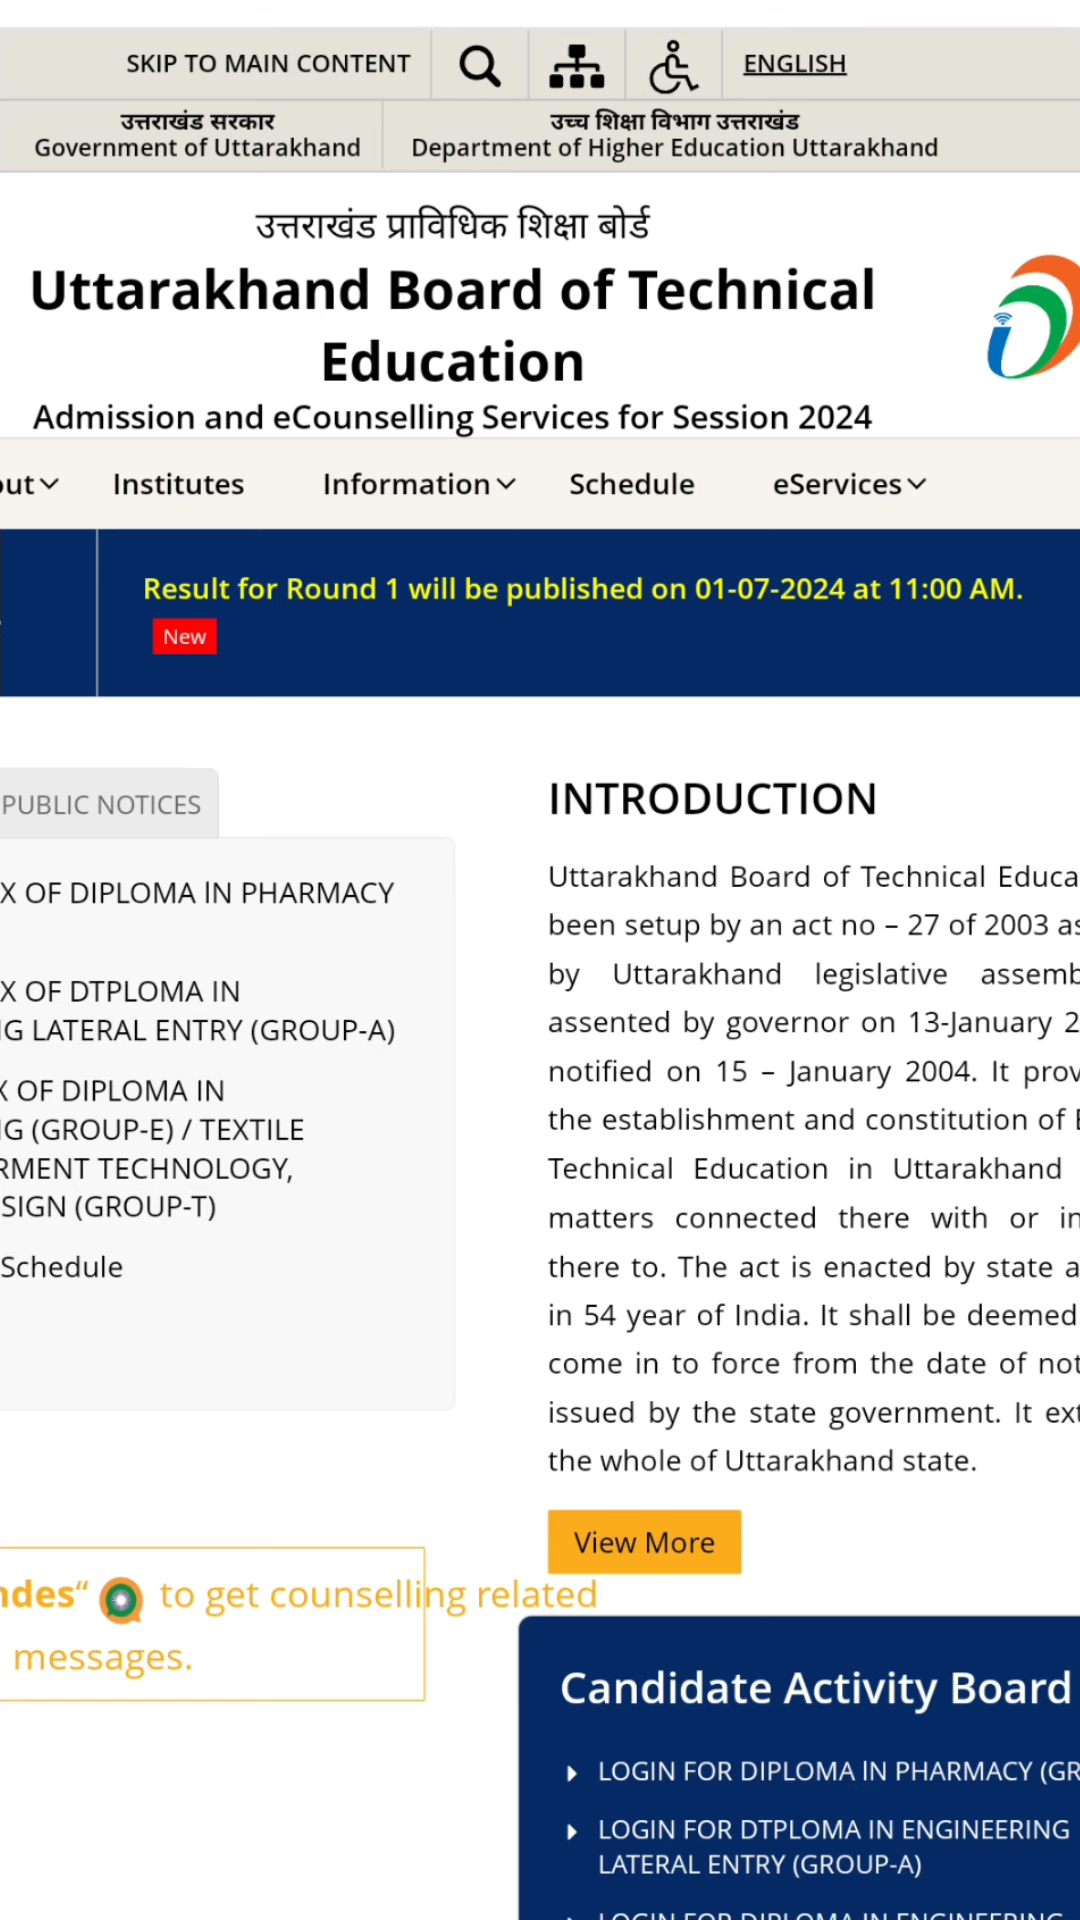 SKIP TO MAIN CONTENT
ENGLISH
उत्तराखंड सरकार
Government of Uttarakhand
उच्च शिक्षा विभाग उत्तराखंड
Department of Higher Education Uttarakhand
उत्तराखंड प्राविधिक शिक्षा बोर्ड
Uttarakhand Board of Technical
Education
Admission and eCounselling Services for Session 2024
out
Institutes
Information
Schedule
eServices
Result for Round 1 will be published on 01-07-2024 at 11:00 AM.
New
PUBLIC NOTICES
X OF DIPLOMA IN PHARMACY
X OF DTPLOMA IN
NG LATERAL ENTRY (GROUP-A)
X OF DIPLOMA IN
NG (GROUP-E) / TEXTILE
RMENT TECHNOLOGY,
SIGN (GROUP-T)
Schedule
INTRODUCTION
Uttarakhand Board of Technical Educa
been setup by an act no – 27 of 2003 as
by Uttarakhand legislative assemb
assented by governor on 13-January 2
notified on 15 – January 2004. It prov
the establishment and constitution of B
Technical Education in Uttarakhand
matters connected there with or in
there to. The act is enacted by state a
in 54 year of India. It shall be deemed
come in to force from the date of not
issued by the state government. It ext
the whole of Uttarakhand state.
View More
ndes“ to get counselling related
messages.
Candidate Activity Board
LOGIN FOR DIPLOMA IN PHARMACY (GR
LOGIN FOR DTPLOMA IN ENGINEERING
LATERAL ENTRY (GROUP-A)
LOGIN FOR DIPLOMA IN ENGINEERING